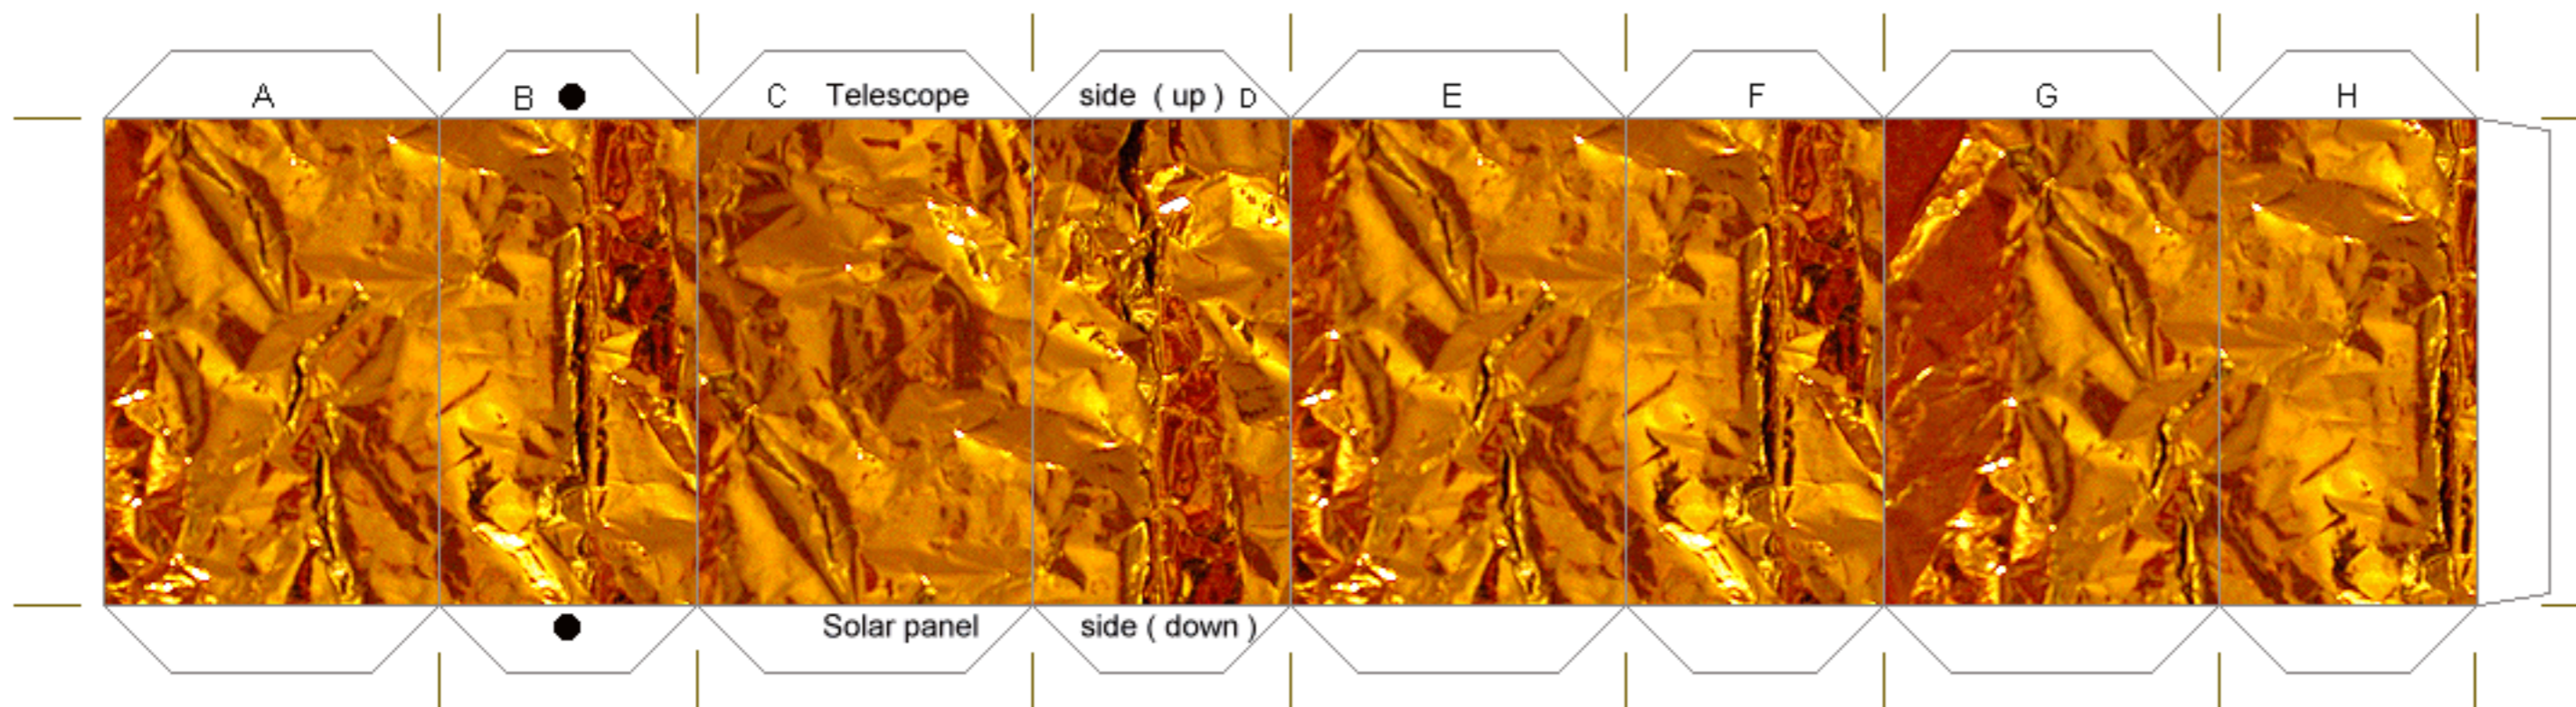 A B ● C Telescope side ( up ) D E F G H
● Solar panel side ( down )